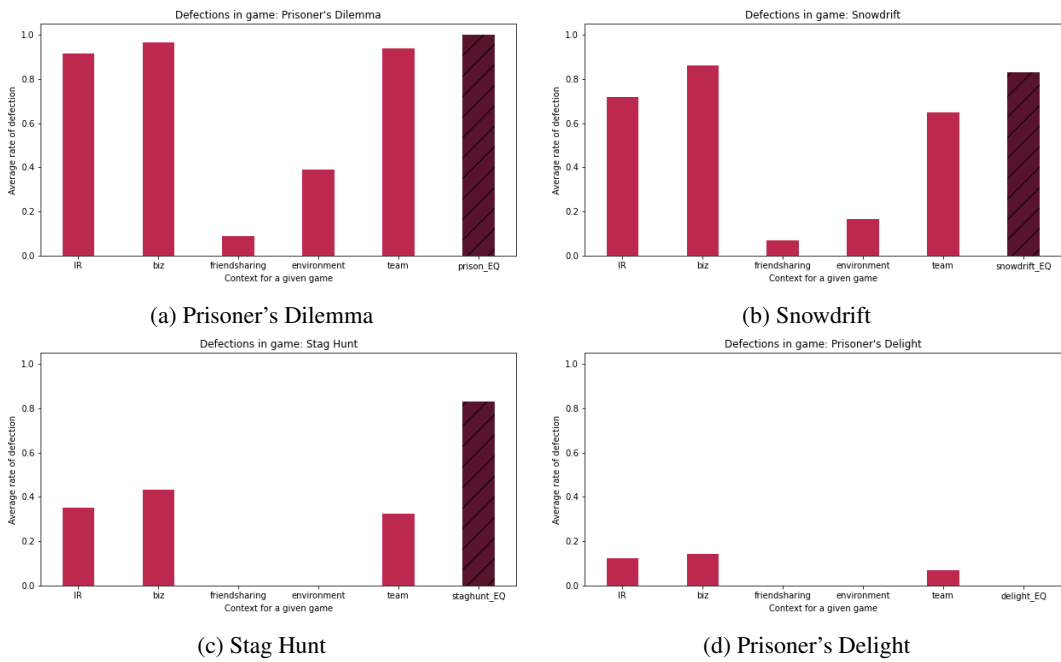 Defections in game: Prisoner's Dilemma
Average rate of defection
1.0
0.8
0.6
0.4
0.2
0.0
IR biz friendsharing environment team prison_EQ
Context for a given game
(a) Prisoner's Dilemma
Defections in game: Snowdrift
Average rate of defection
1.0
0.8
0.6
0.4
0.2
0.0
IR biz friendsharing environment team snowdrift_EQ
Context for a given game
(b) Snowdrift
Defections in game: Stag Hunt
Average rate of defection
1.0
0.8
0.6
0.4
0.2
0.0
IR biz friendsharing environment team staghunt_EQ
Context for a given game
(c) Stag Hunt
Defections in game: Prisoner's Delight
Average rate of defection
1.0
0.8
0.6
0.4
0.2
0.0
IR biz friendsharing environment team delight_EQ
Context for a given game
(d) Prisoner's Delight